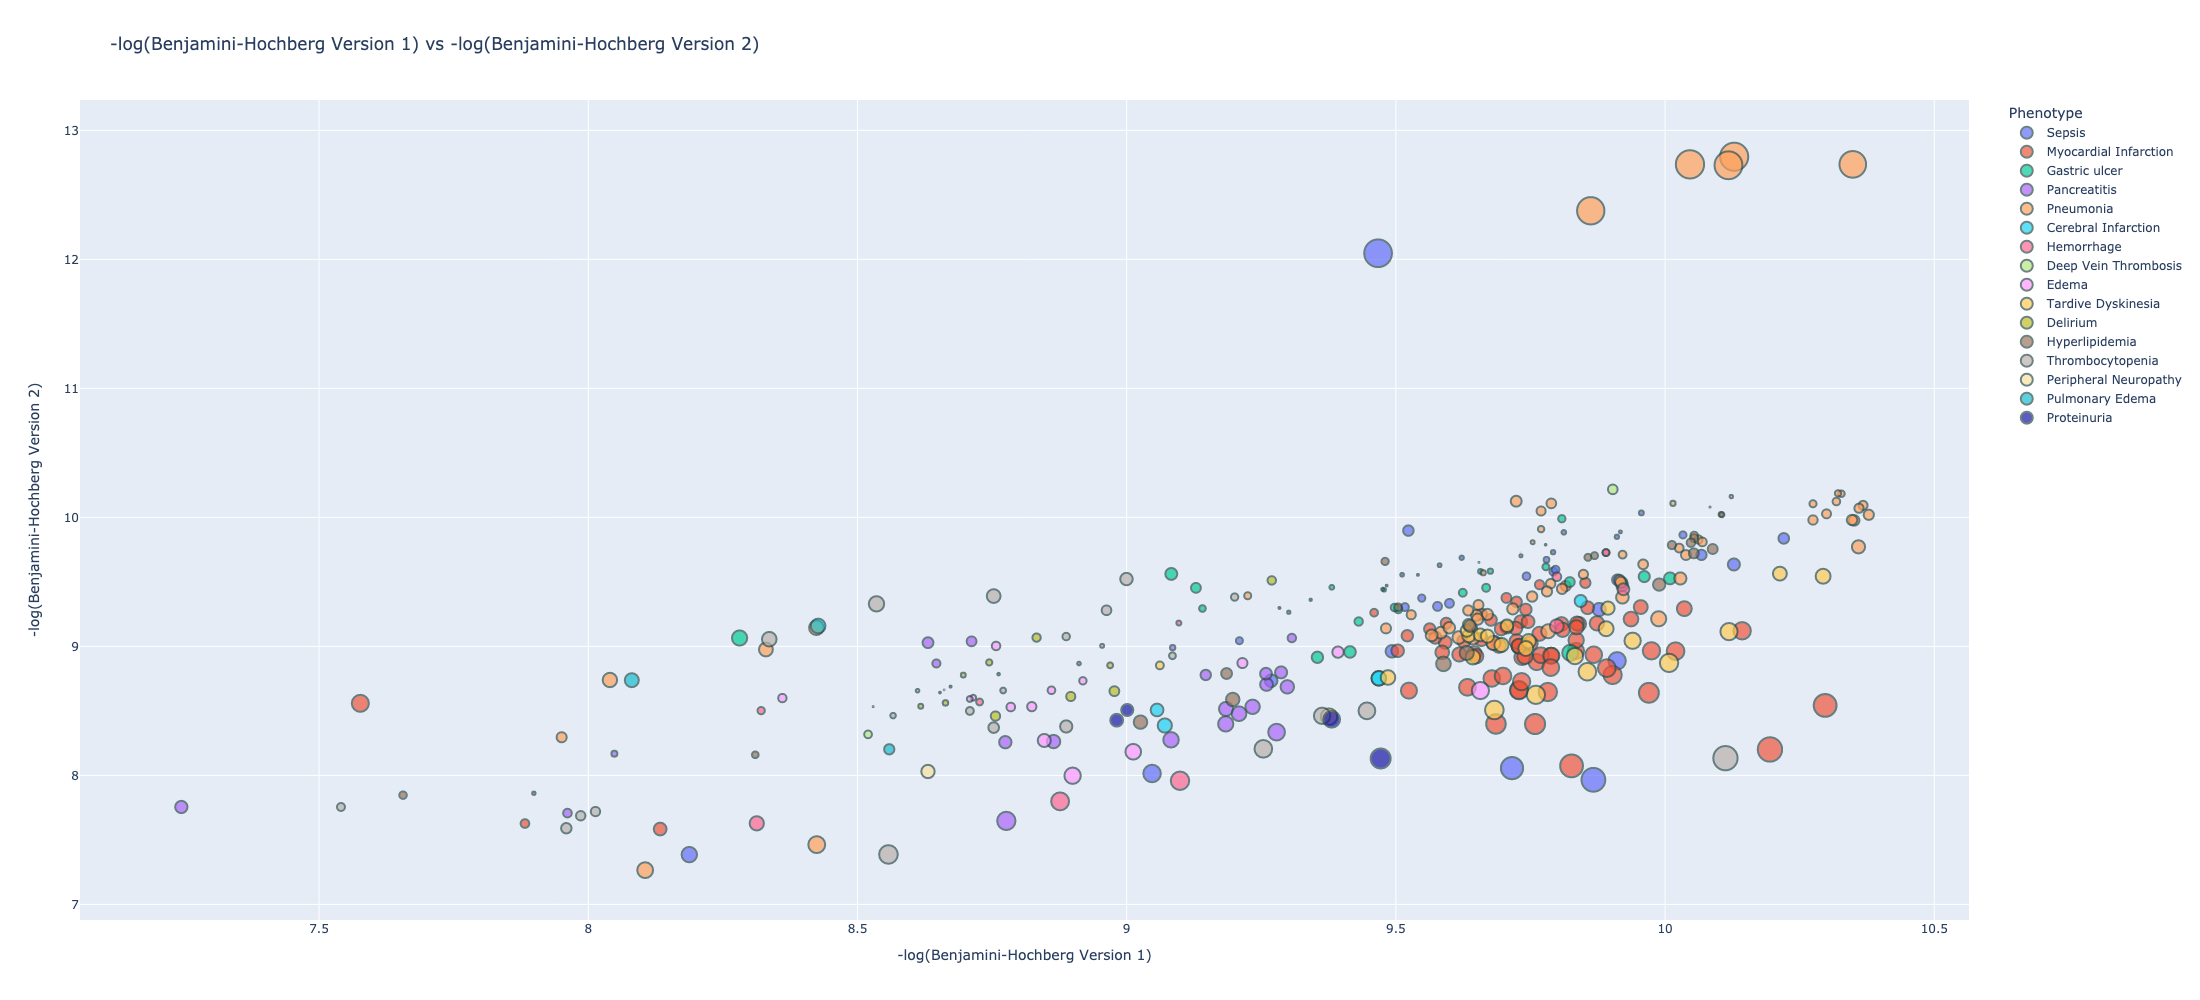 -log(Benjamini-Hochberg Version 1) vs -log(Benjamini-Hochberg Version 2)
Phenotype
Sepsis
Myocardial Infarction
Gastric ulcer
Pancreatitis
Pneumonia
Cerebral Infarction
Hemorrhage
Deep Vein Thrombosis
Edema
Tardive Dyskinesia
Delirium
Hyperlipidemia
Thrombocytopenia
Peripheral Neuropathy
Pulmonary Edema
Proteinuria
-log(Benjamini-Hochberg Version 2)
13
12
11
10
9
8
7
7.5 8 8.5 9 9.5 10 10.5
-log(Benjamini-Hochberg Version 1)